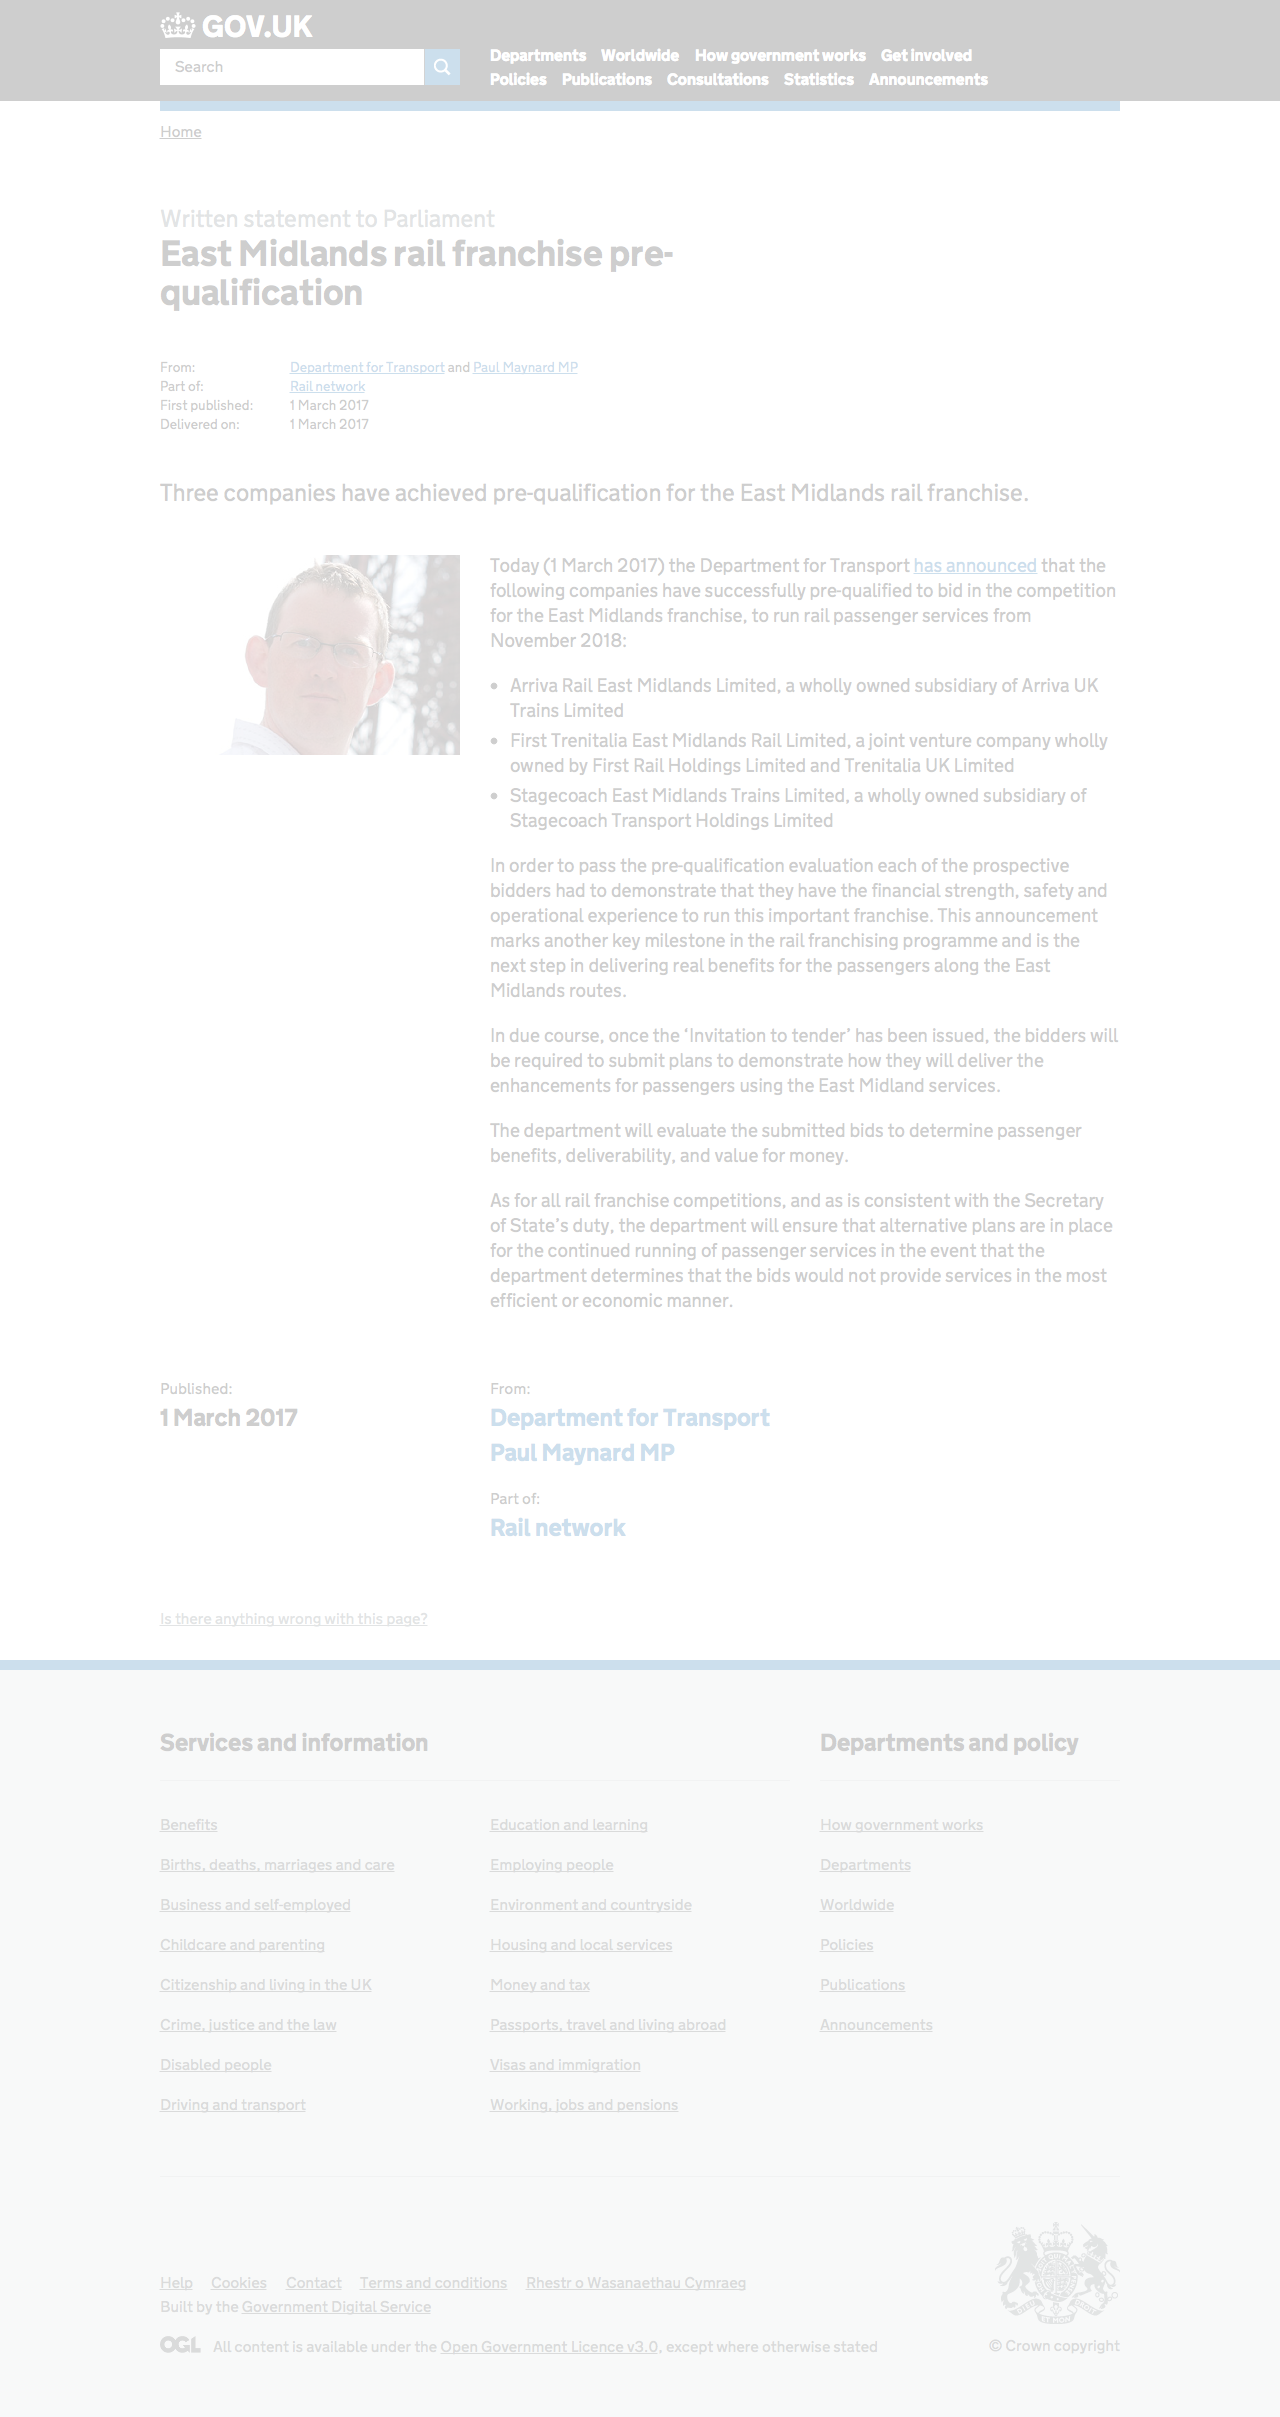 GOV.UK
Search
Departments Worldwide How government works Get involved
Policies Publications Consultations Statistics Announcements
Home
Written statement to Parliament
East Midlands rail franchise pre-
qualification
From: Department for Transport and Paul Maynard MP
Part of: Rail network
First published: 1 March 2017
Delivered on: 1 March 2017
Three companies have achieved pre-qualification for the East Midlands rail franchise.
Today (1 March 2017) the Department for Transport has announced that the
following companies have successfully pre-qualified to bid in the competition
for the East Midlands franchise, to run rail passenger services from
November 2018:
• Arriva Rail East Midlands Limited, a wholly owned subsidiary of Arriva UK
Trains Limited
• First Trenitalia East Midlands Rail Limited, a joint venture company wholly
owned by First Rail Holdings Limited and Trenitalia UK Limited
• Stagecoach East Midlands Trains Limited, a wholly owned subsidiary of
Stagecoach Transport Holdings Limited
In order to pass the pre-qualification evaluation each of the prospective
bidders had to demonstrate that they have the financial strength, safety and
operational experience to run this important franchise. This announcement
marks another key milestone in the rail franchising programme and is the
next step in delivering real benefits for the passengers along the East
Midlands routes.
In due course, once the ‘Invitation to tender’ has been issued, the bidders will
be required to submit plans to demonstrate how they will deliver the
enhancements for passengers using the East Midland services.
The department will evaluate the submitted bids to determine passenger
benefits, deliverability, and value for money.
As for all rail franchise competitions, and as is consistent with the Secretary
of State’s duty, the department will ensure that alternative plans are in place
for the continued running of passenger services in the event that the
department determines that the bids would not provide services in the most
efficient or economic manner.
Published:
1 March 2017
From:
Department for Transport
Paul Maynard MP
Part of:
Rail network
Is there anything wrong with this page?
Services and information
Benefits
Births, deaths, marriages and care
Business and self-employed
Childcare and parenting
Citizenship and living in the UK
Crime, justice and the law
Disabled people
Driving and transport
Education and learning
Employing people
Environment and countryside
Housing and local services
Money and tax
Passports, travel and living abroad
Visas and immigration
Working, jobs and pensions
Departments and policy
How government works
Departments
Worldwide
Policies
Publications
Announcements
Help Cookies Contact Terms and conditions Rhestr o Wasanaethau Cymraeg
Built by the Government Digital Service
OGL All content is available under the Open Government Licence v3.0, except where otherwise stated
© Crown copyright